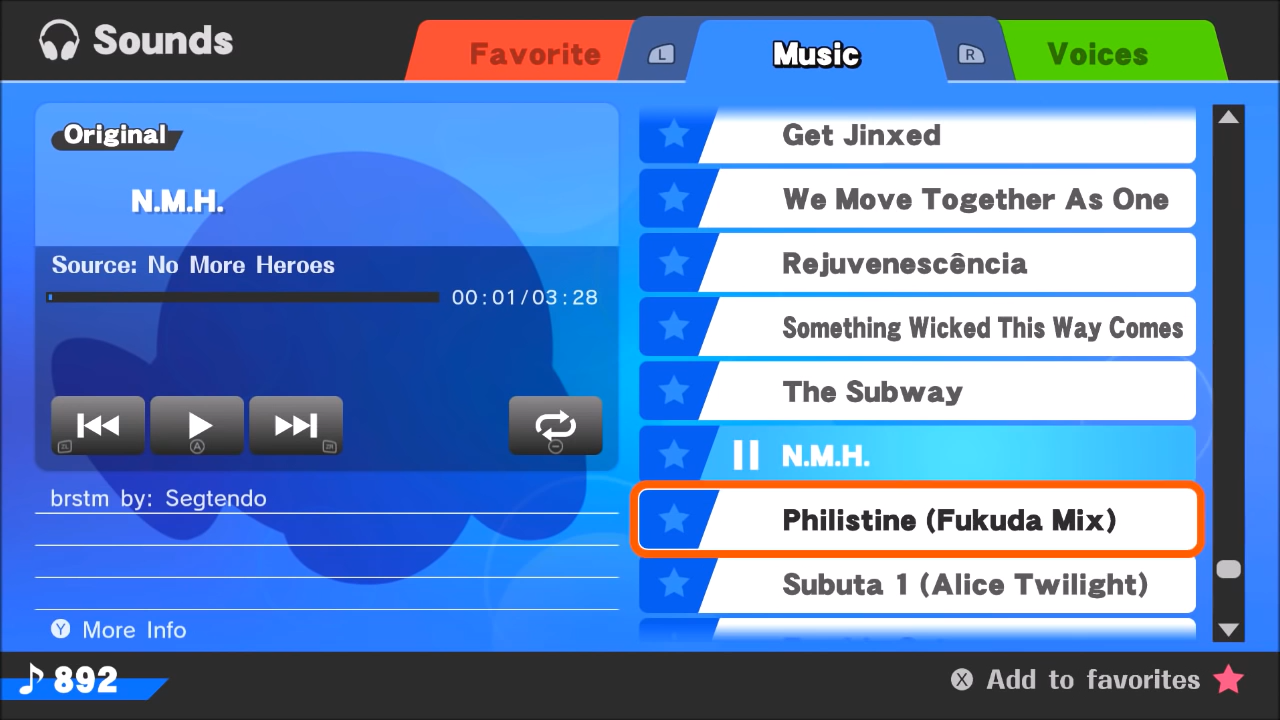 Sounds
Favorite
L
Music
R
Voices
Original
N.M.H.
Source: No More Heroes
00:01/03:28
ZL
A
ZR
brstm by: Segtendo
Y More Info
Get Jinxed
We Move Together As One
Rejuvenescência
Something Wicked This Way Comes
The Subway
N.M.H.
Philistine (Fukuda Mix)
Subuta 1 (Alice Twilight)
892
X Add to favorites